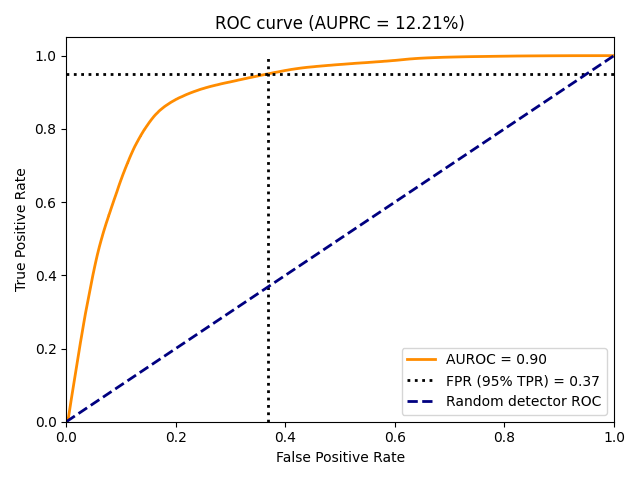 ROC curve (AUPRC = 12.21%)
True Positive Rate
1.0
0.8
0.6
0.4
0.2
0.0
AUROC = 0.90
FPR (95% TPR) = 0.37
Random detector ROC
0.0 0.2 0.4 0.6 0.8 1.0
False Positive Rate